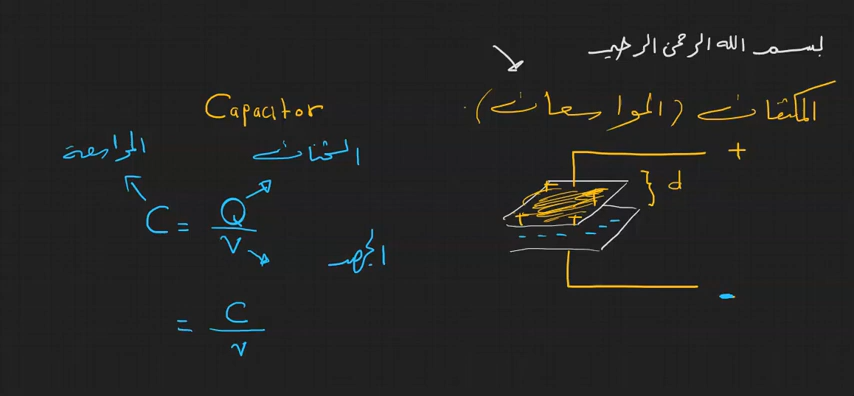 بسم الله الرحمن الرحيم
المكثفات (المواسعات).
Capacitor
+
d
المواسعة
الشحنات
C = Q / V
الجهد
= C / V
-